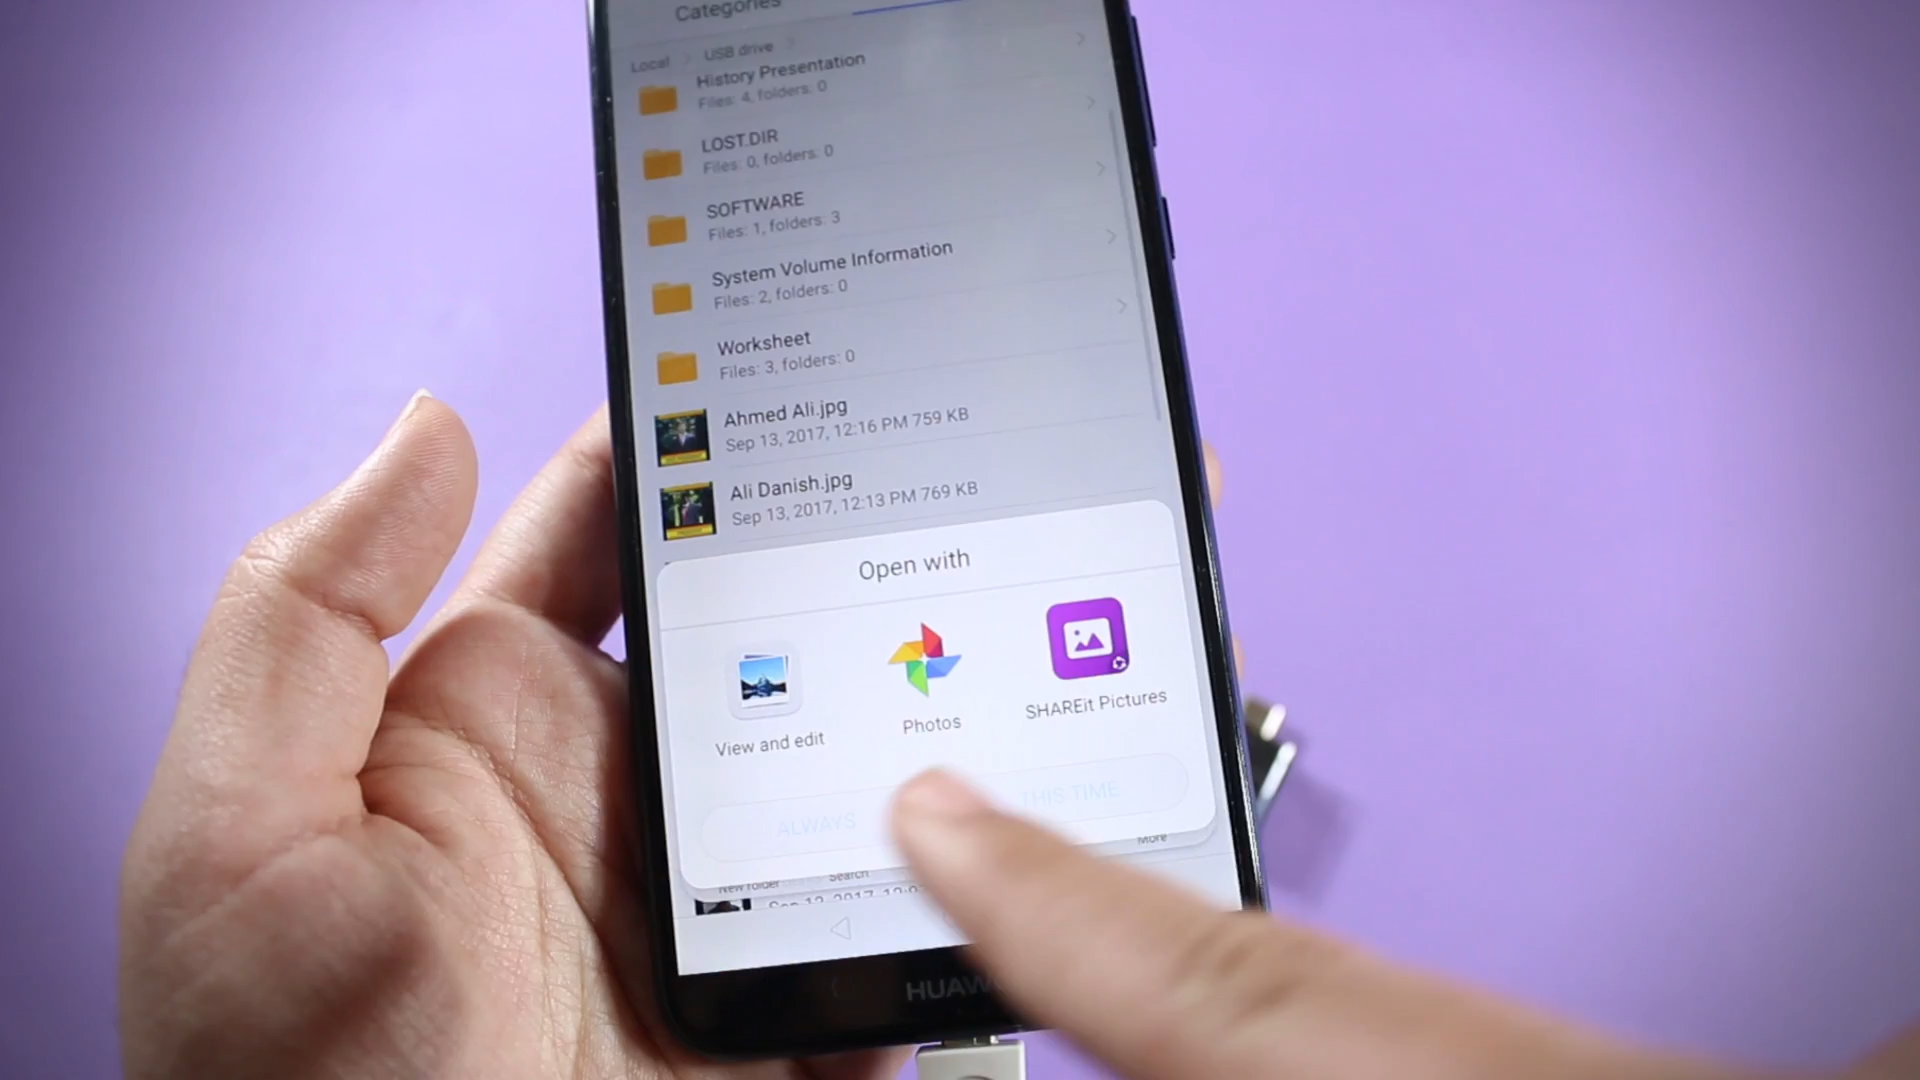 Categories
Local > USB drive >
History Presentation
Files: 4, folders: 0
LOST.DIR
Files: 0, folders: 0
SOFTWARE
Files: 1, folders: 3
System Volume Information
Files: 2, folders: 0
Worksheet
Files: 3, folders: 0
Ahmed Ali.jpg
Sep 13, 2017, 12:16 PM 759 KB
Ali Danish.jpg
Sep 13, 2017, 12:13 PM 769 KB
Open with
View and edit
Photos
SHAREit Pictures
ALWAYS
THIS TIME
New folder
Search
More